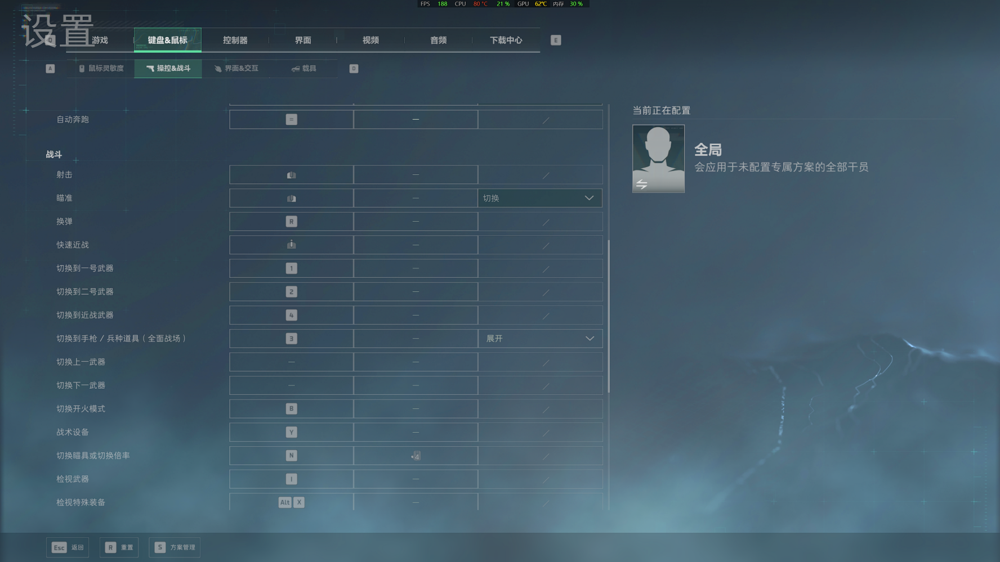 FPS 188 CPU 80 °C 21 % GPU 62°C 内存 30 %
设置
游戏 键盘&鼠标 控制器 界面 视频 音频 下载中心 E
A 鼠标灵敏度 操控&战斗 界面&交互 载具 D
当前正在配置
自动奔跑 = — ／
全局
会应用于未配置专属方案的全部干员
战斗
射击 — ／
瞄准 — 切换
换弹 R — ／
快速近战 — ／
切换到一号武器 1 — ／
切换到二号武器 2 — ／
切换到近战武器 4 — ／
切换到手枪 / 兵种道具（全面战场） 3 — 展开
切换上一武器 — — ／
切换下一武器 — — ／
切换开火模式 B — ／
战术设备 Y — ／
切换瞄具或切换倍率 N 4 ／
检视武器 I — ／
检视特殊装备 Alt X — ／
Esc 返回 R 重置 S 方案管理